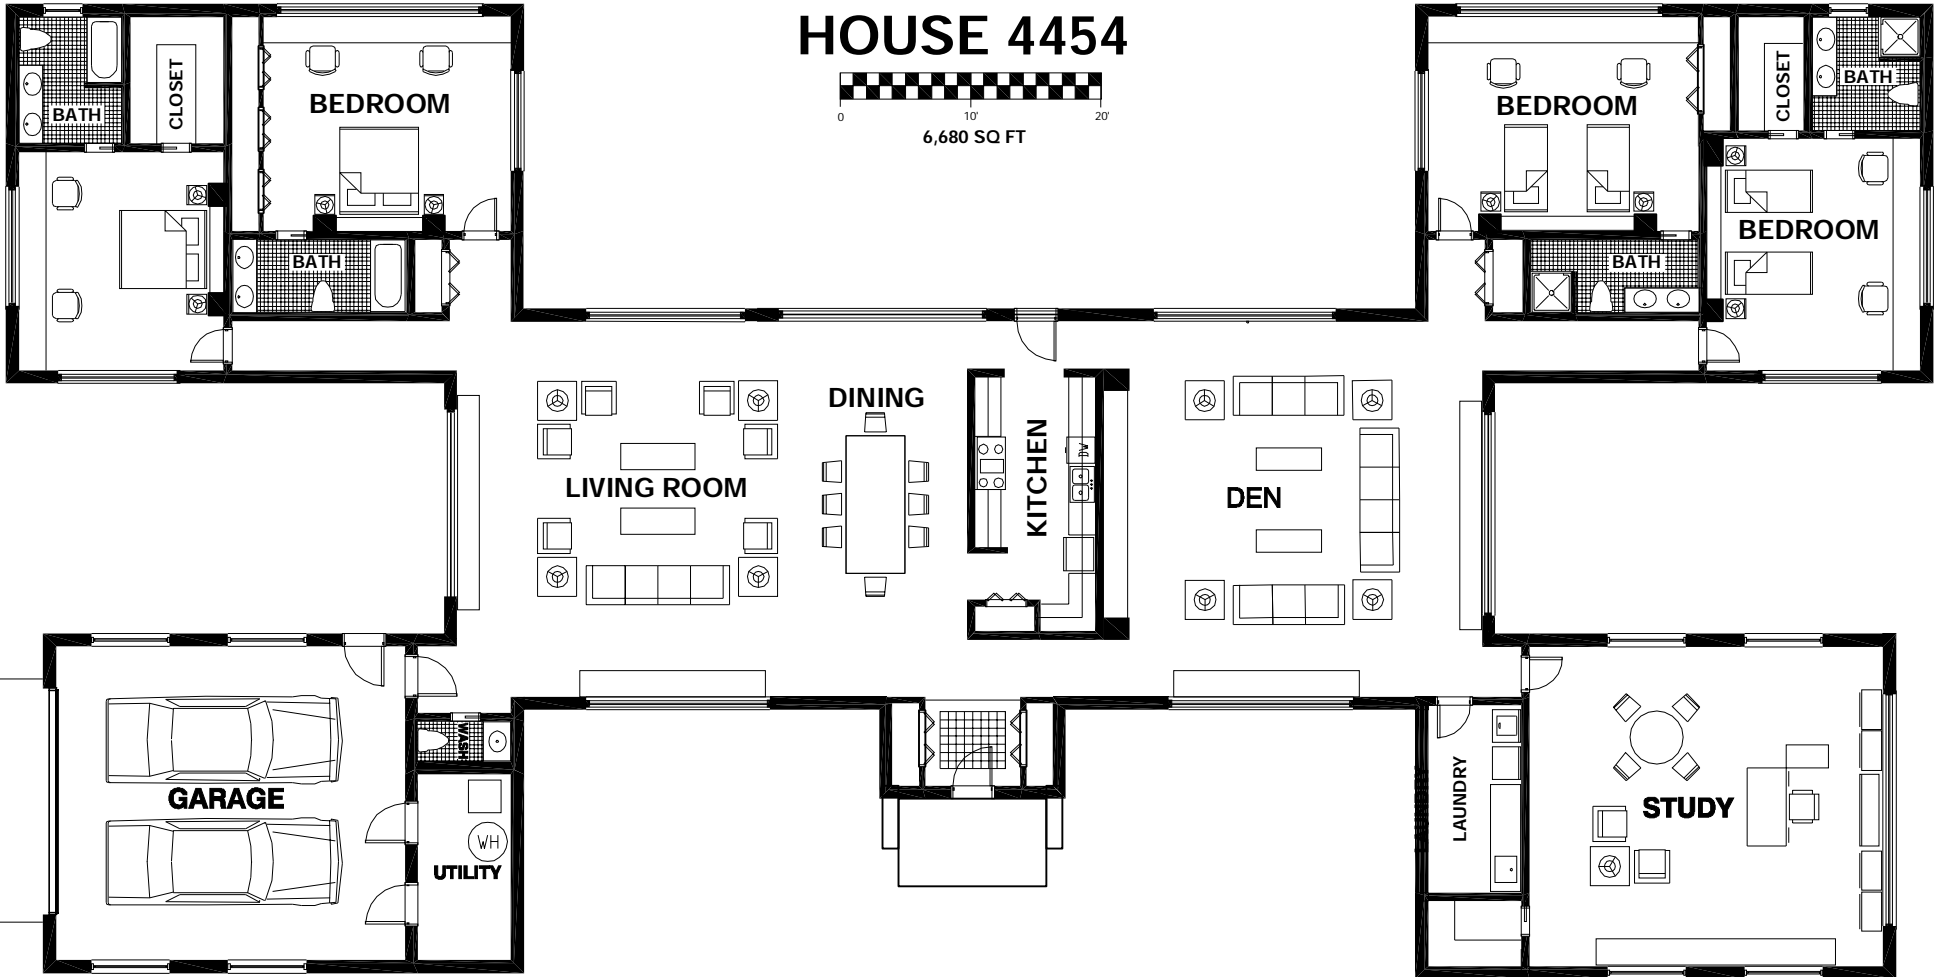 HOUSE 4454
0 10' 20'
6,680 SQ FT
BATH
CLOSET
BEDROOM
BATH
BEDROOM
CLOSET
BATH
BEDROOM
BATH
LIVING ROOM
DINING
KITCHEN
DW
DEN
GARAGE
WASH
WH
UTILITY
LAUNDRY
STUDY